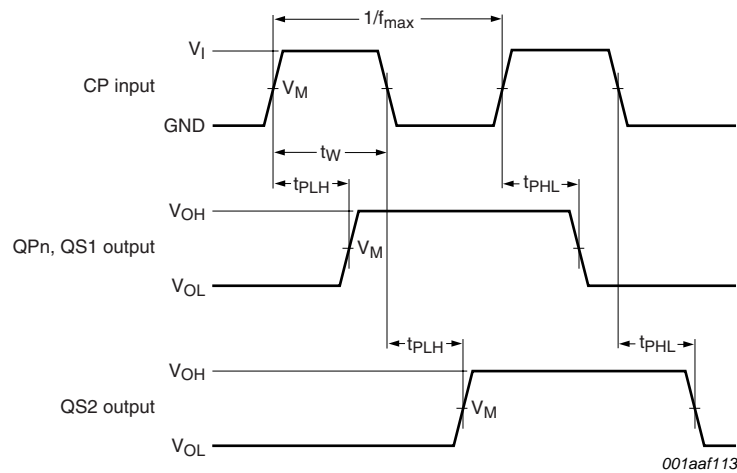 1/fmax
VI
CP input
VM
GND
tW
tPLH
tPHL
VOH
QPn, QS1 output
VM
VOL
tPLH
tPHL
VOH
QS2 output
VM
VOL
001aaf113